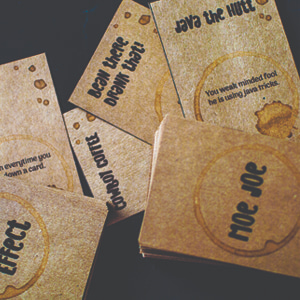 Java the Hutt
You weak minded fool
he is using java tricks.
Bean there
Drank that!
everytime you
down a card.
Cowboy Coffee
Effect
Moe Joe